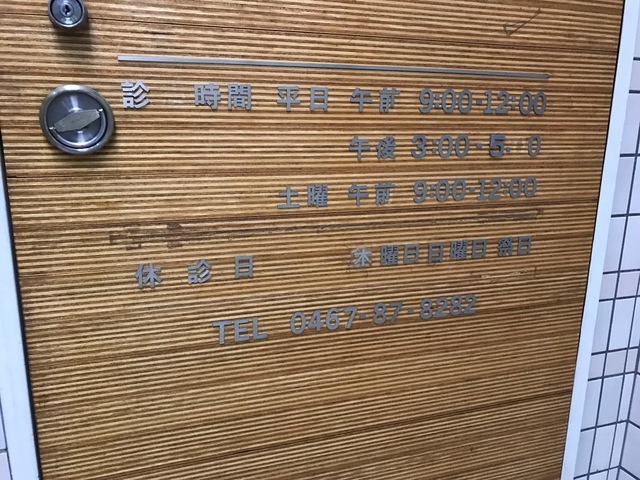 診 時間 平日 午前 9:00-12:00
午後 3:00-5. 0
土曜 午前 9:00-12:00
休診日 木曜日 日曜日 祭日
TEL 0467-87-8282